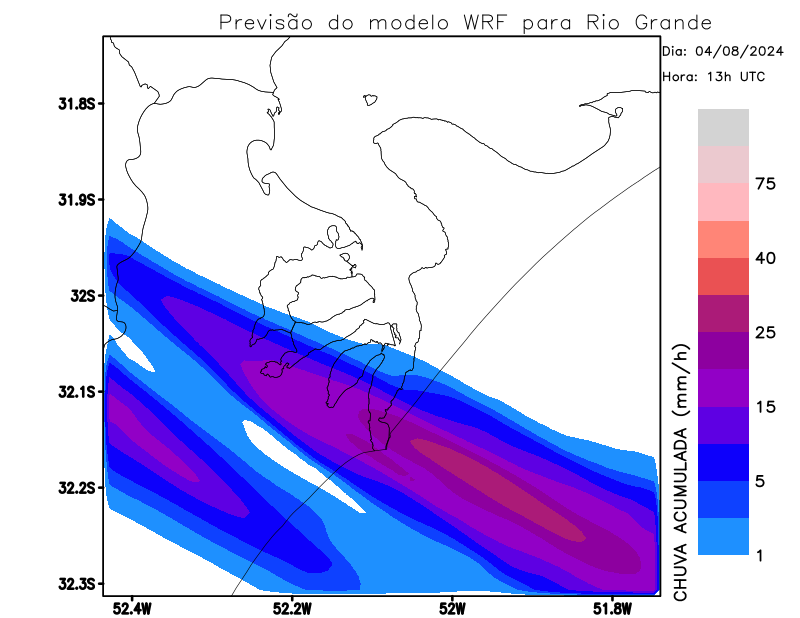 Previsão do modelo WRF para Rio Grande
Dia: 04/08/2024
Hora: 13h UTC
31.8S
31.9S
32S
32.1S
32.2S
32.3S
52.4W
52.2W
52W
51.8W
75
40
25
15
5
1
CHUVA ACUMULADA (mm/h)